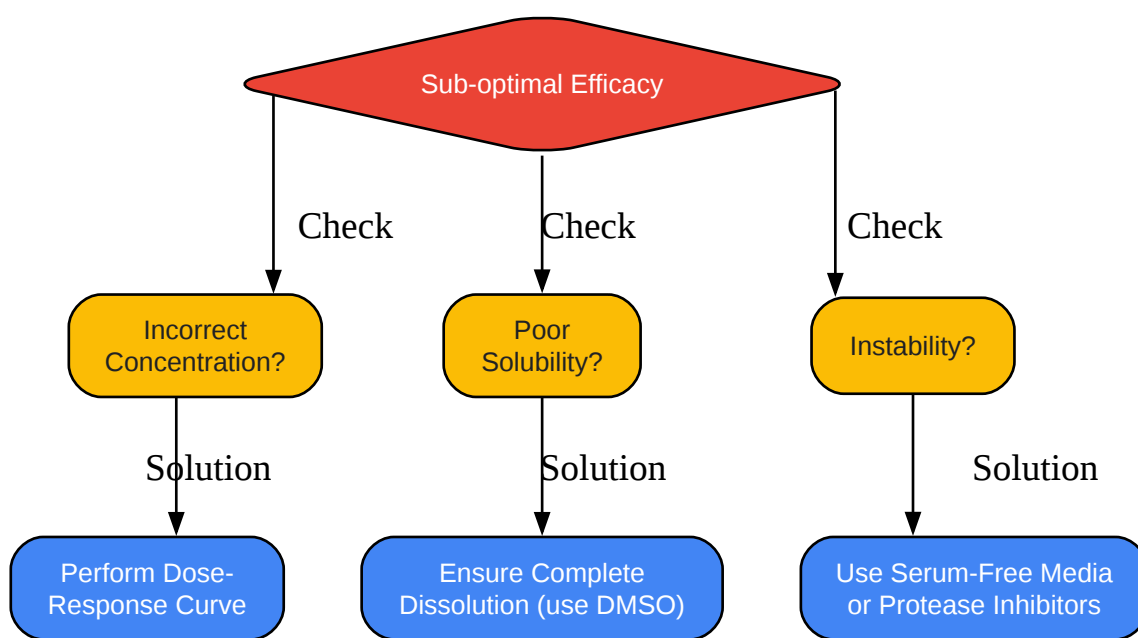 Sub-optimal Efficacy
Check
Check
Check
Incorrect
Concentration?
Poor
Solubility?
Instability?
Solution
Solution
Solution
Perform Dose-
Response Curve
Ensure Complete
Dissolution (use DMSO)
Use Serum-Free Media
or Protease Inhibitors